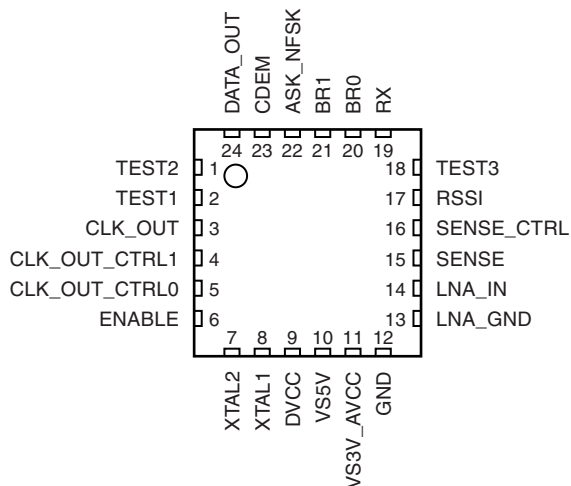 DATA_OUT
CDEM
ASK_NFSK
BR1
BR0
RX
24 23 22 21 20 19
TEST2 1 18 TEST3
TEST1 2 17 RSSI
CLK_OUT 3 16 SENSE_CTRL
CLK_OUT_CTRL1 4 15 SENSE
CLK_OUT_CTRL0 5 14 LNA_IN
ENABLE 6 13 LNA_GND
7 8 9 10 11 12
XTAL2
XTAL1
DVCC
VS5V
VS3V_AVCC
GND